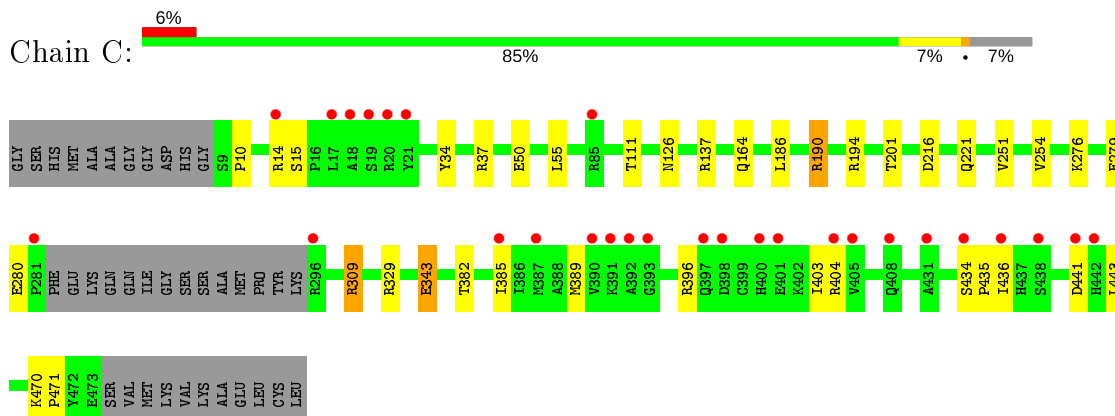 6%
Chain C:
85% 7% • 7%
GLY SER HIS MET ALA ALA GLY GLY ASP HIS GLY S9 P10 R14 S15 P16 L17 A18 S19 R20 Y21 Y34 R37 E50 L55 R85 T111 N126 R137 Q164 L186 R190 R194 T201 D216 Q221 V251 V254 K276
E280 P281 PHE GLU LYS GLN GLN ILE GLY SER SER ALA MET PRO TYR LYS R296 R309 R329 E343 T382 I385 I386 M387 A388 M389 V390 K391 A392 G393 R396 Q397 D398 C399 H400 E401 K402 I403 R404 V405 Q408 A431 S434 P435 I436 H437 S438 D441 H442
K470 P471 Y472 E473 SER VAL MET LYS VAL LYS ALA GLU LEU CYS LEU